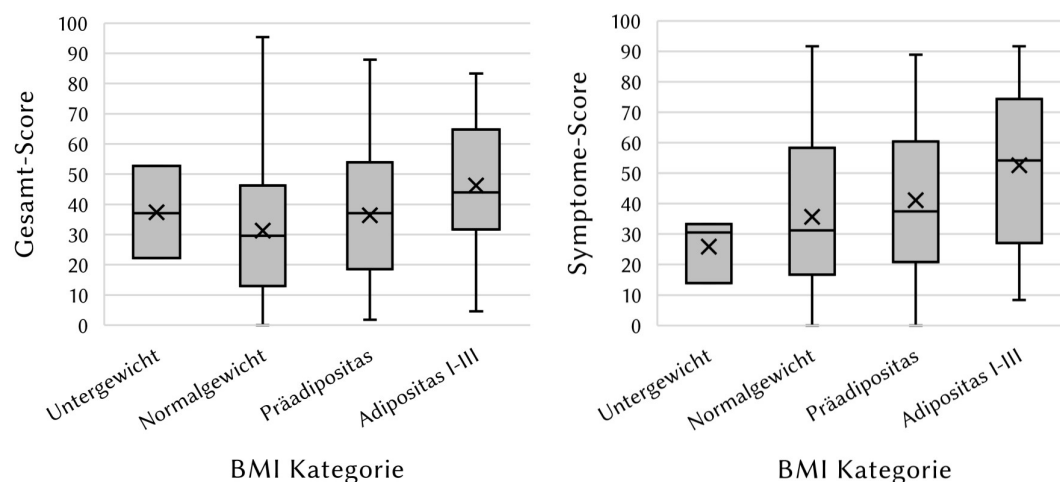 Gesamt-Score
100
90
80
70
60
50
40
30
20
10
0
Untergewicht
Normalgewicht
Präadipositas
Adipositas I-III
BMI Kategorie
Symptome-Score
100
90
80
70
60
50
40
30
20
10
0
Untergewicht
Normalgewicht
Präadipositas
Adipositas I-III
BMI Kategorie